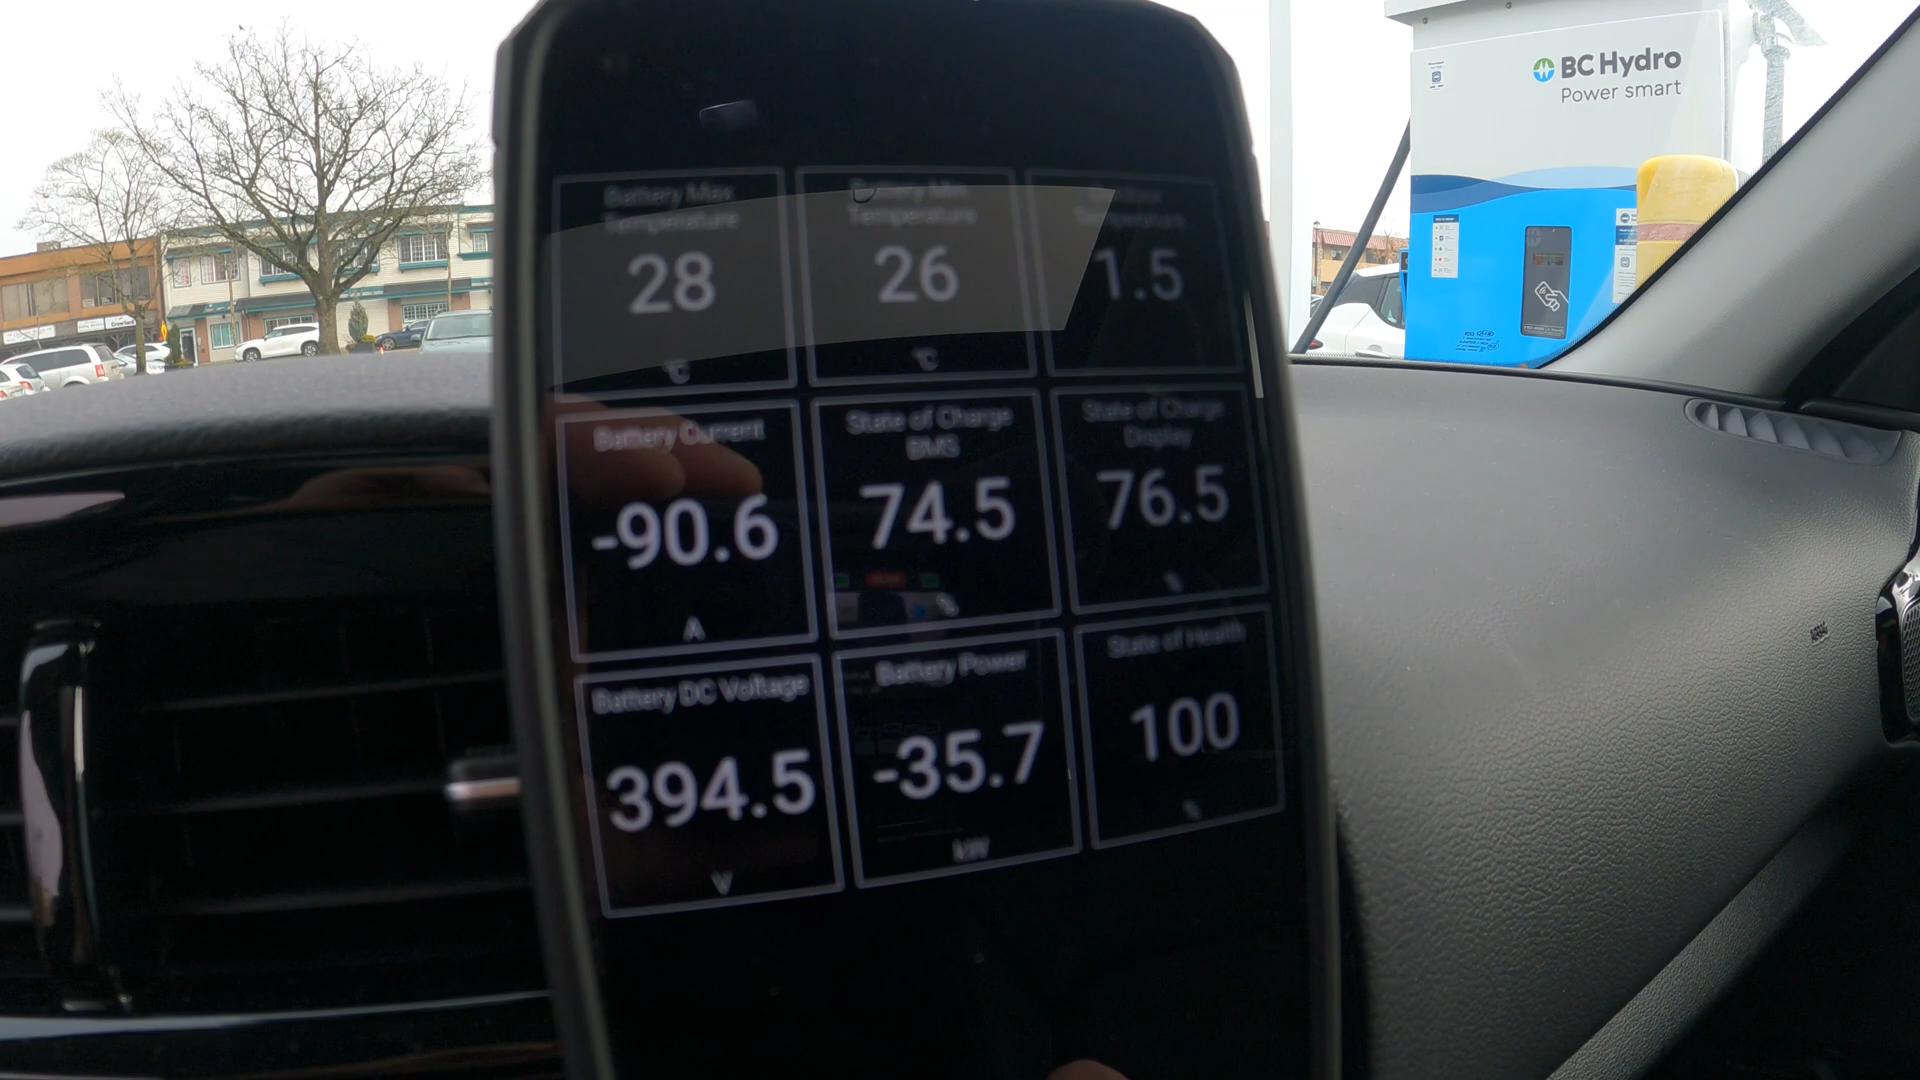 Battery Max
Temperature
28
°C
Battery Min
Temperature
26
°C
Temperature
1.5
Battery Current
-90.6
A
State of Charge
BMS
74.5
%
State of Charge
Display
76.5
%
Battery DC Voltage
394.5
V
Battery Power
-35.7
kW
State of Health
100
%
BC Hydro
Power smart